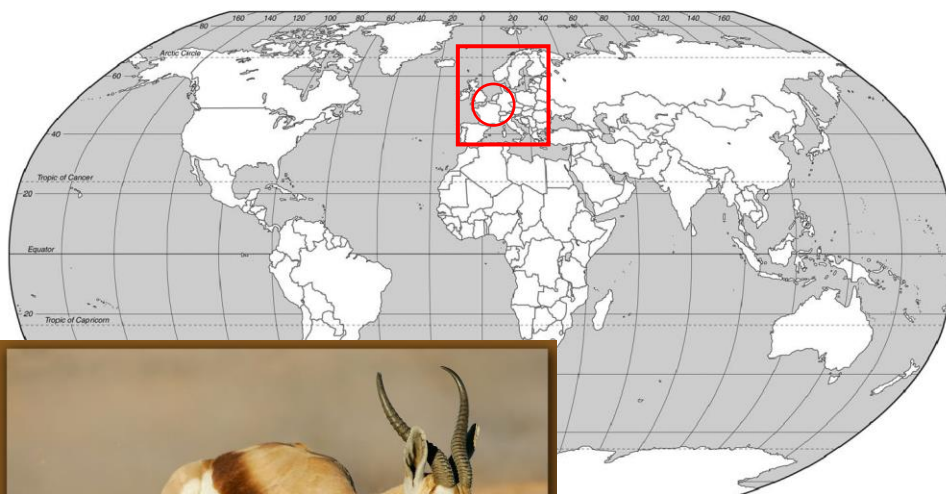 160 140 120 100 80 60 40 20 0 20 40 60 80 100 120 140 160
80
Arctic Circle
60
40
Tropic of Cancer
20
Equator
20
Tropic of Capricorn